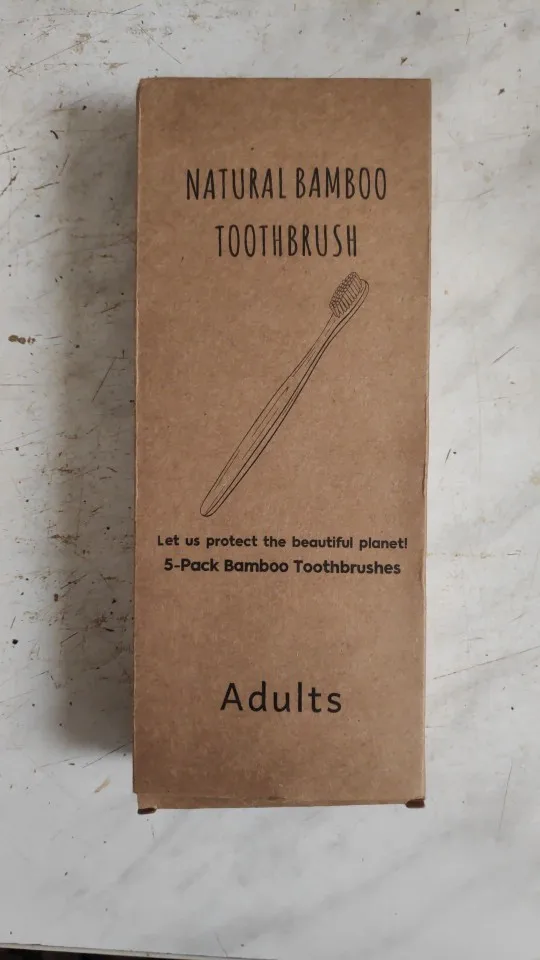 NATURAL BAMBOO
TOOTHBRUSH
Let us protect the beautiful planet!
5-Pack Bamboo Toothbrushes
Adults